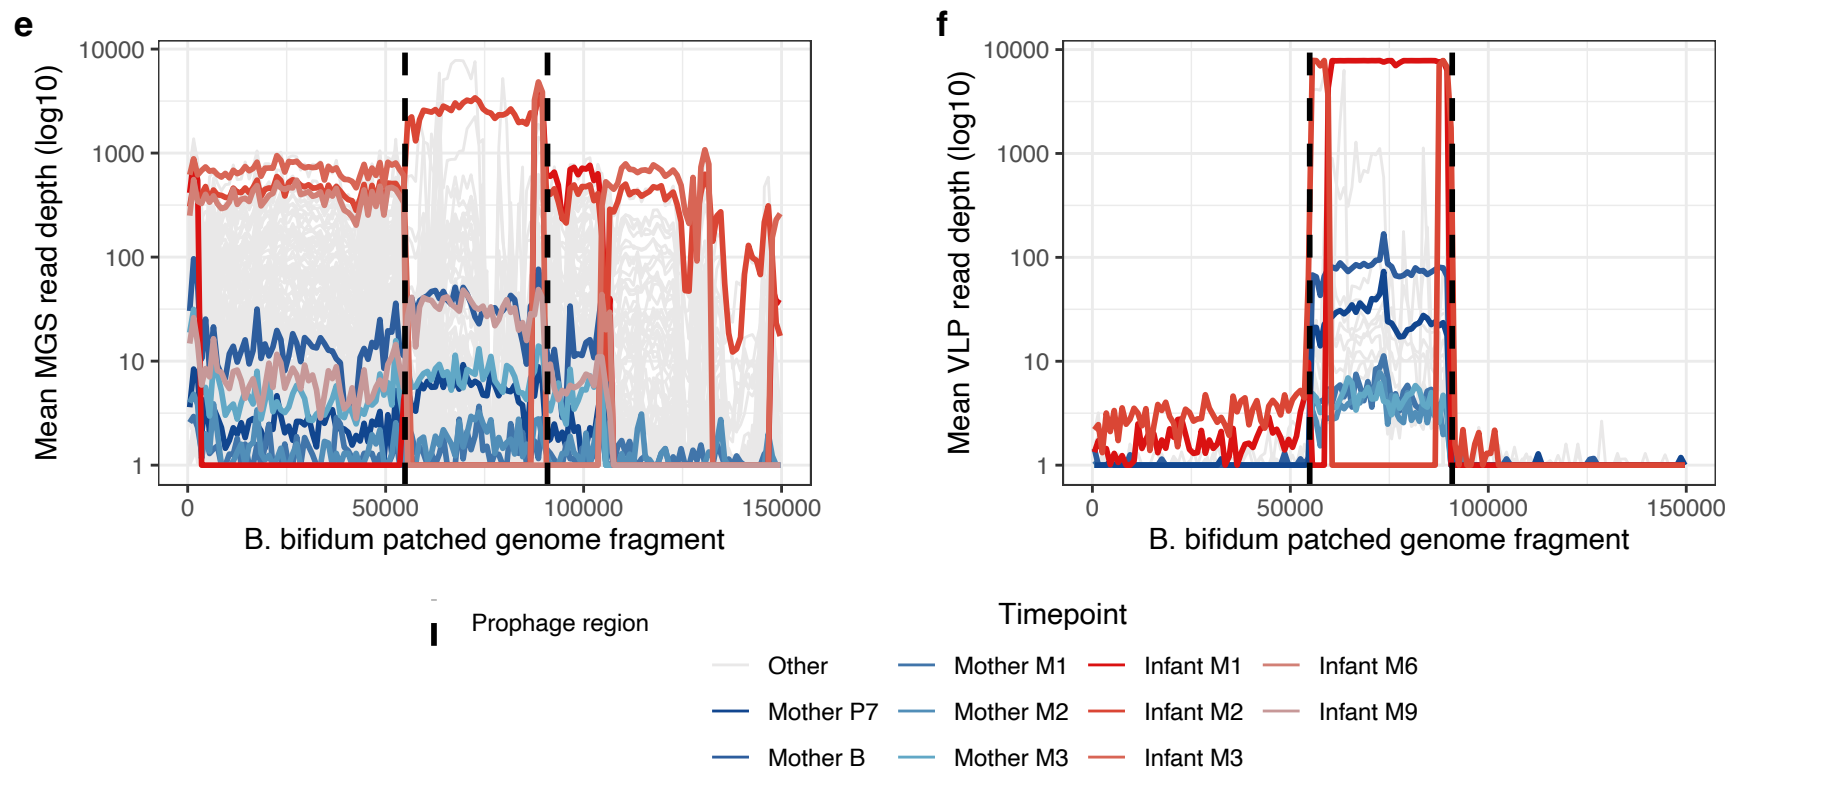 e
f
Mean MGS read depth (log10)
10000
1000
100
10
1
0 50000 100000 150000
B. bifidum patched genome fragment
Mean VLP read depth (log10)
10000
1000
100
10
1
0 50000 100000 150000
B. bifidum patched genome fragment
Prophage region
Timepoint
Other Mother M1 Infant M1 Infant M6
Mother P7 Mother M2 Infant M2 Infant M9
Mother B Mother M3 Infant M3